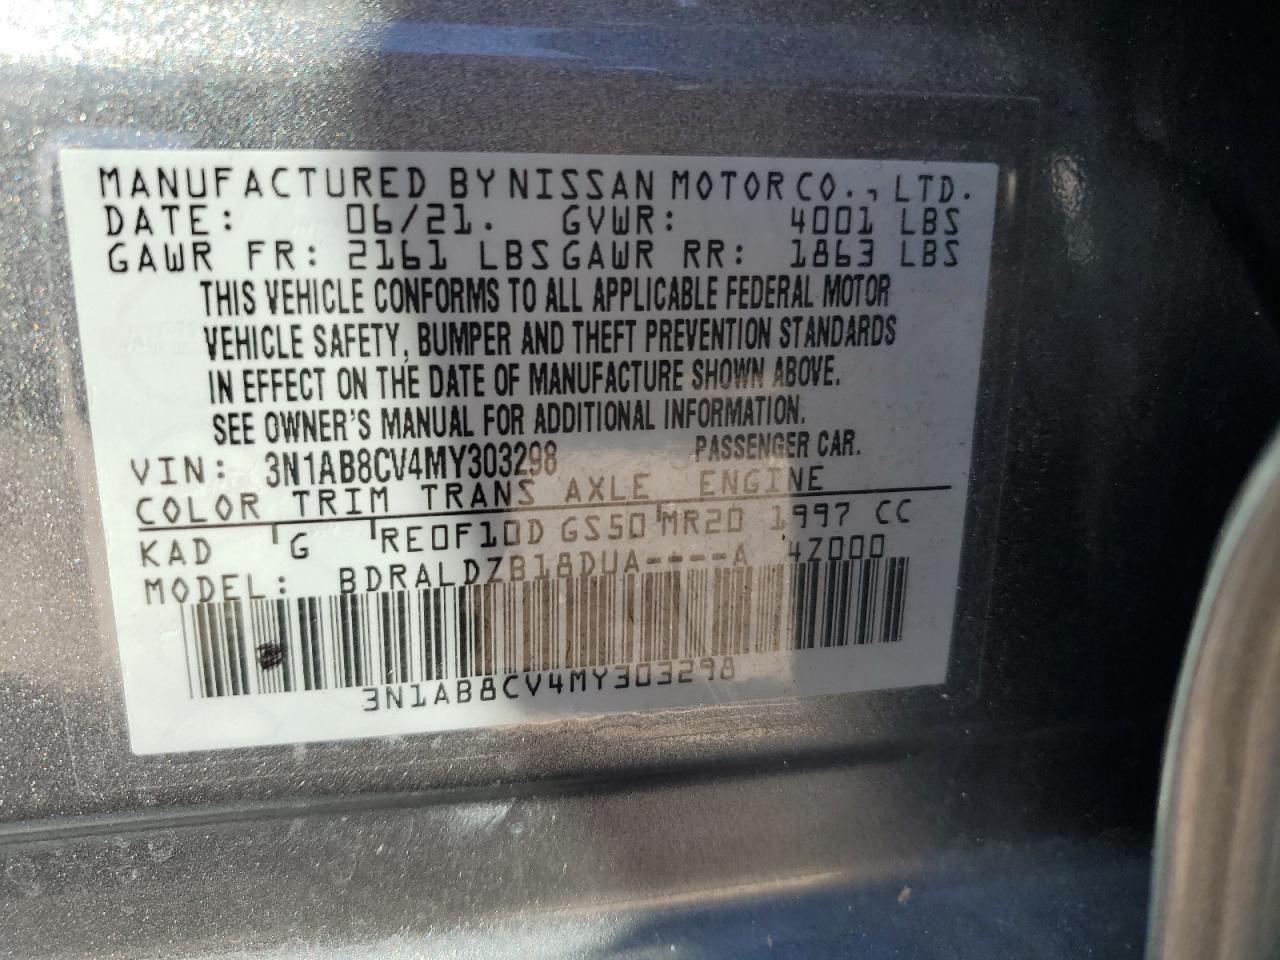 MANUFACTURED BY NISSAN MOTOR CO., LTD.
DATE: 06/21. GVWR: 4001 LBS
GAWR FR: 2161 LBS GAWR RR: 1863 LBS
THIS VEHICLE CONFORMS TO ALL APPLICABLE FEDERAL MOTOR
VEHICLE SAFETY, BUMPER AND THEFT PREVENTION STANDARDS
IN EFFECT ON THE DATE OF MANUFACTURE SHOWN ABOVE.
SEE OWNER'S MANUAL FOR ADDITIONAL INFORMATION.
VIN: 3N1AB8CV4MY303298 PASSENGER CAR.
COLOR TRIM TRANS AXLE ENGINE
KAD G RE0F10D GS50 MR20 1997 CC
MODEL: BDRALDZB18DUA----A 4Z000
3N1AB8CV4MY303298